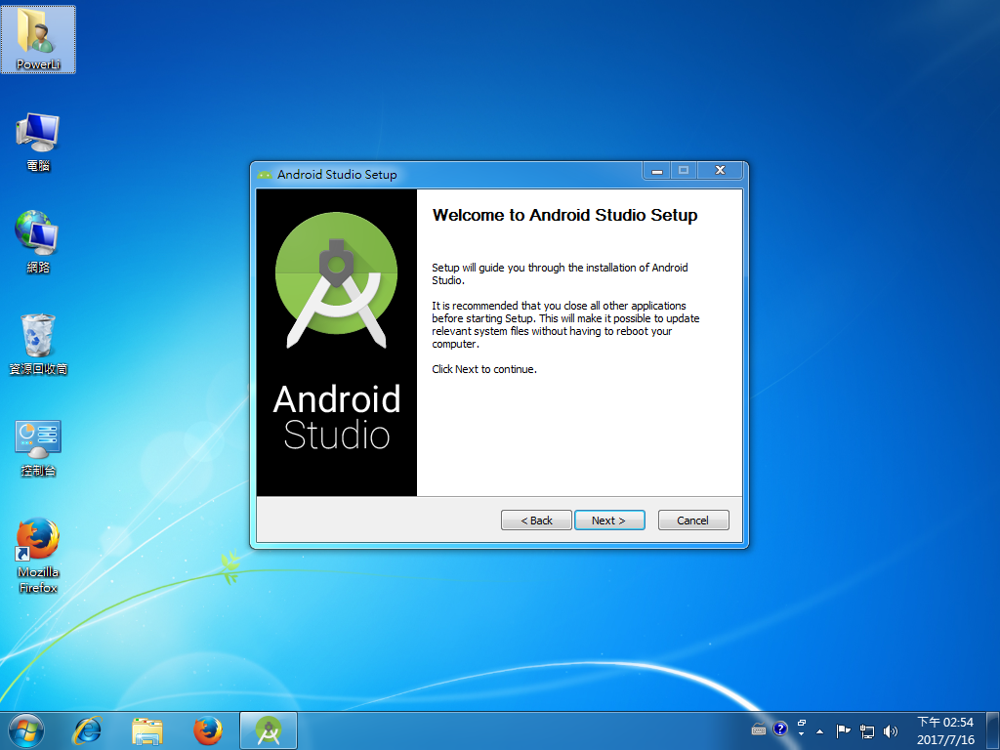 PowerLi
電腦
網路
資源回收筒
控制台
Mozilla
Firefox
Android Studio Setup
Android
Studio
Welcome to Android Studio Setup
Setup will guide you through the installation of Android
Studio.
It is recommended that you close all other applications
before starting Setup. This will make it possible to update
relevant system files without having to reboot your
computer.
Click Next to continue.
< Back
Next >
Cancel
下午 02:54
2017/7/16